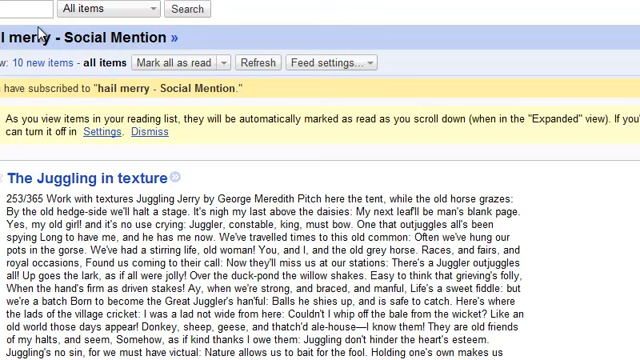 All items
Search
l merry - Social Mention »
w: 10 new items - all items Mark all as read Refresh Feed settings...
have subscribed to "hail merry - Social Mention."
As you view items in your reading list, they will be automatically marked as read as you scroll down (when in the "Expanded" view). If you'
can turn it off in Settings. Dismiss
The Juggling in texture
253/365 Work with textures Juggling Jerry by George Meredith Pitch here the tent, while the old horse grazes:
By the old hedge-side we'll halt a stage. It's nigh my last above the daisies: My next leaf'll be man's blank page.
Yes, my old girl! and it's no use crying: Juggler, constable, king, must bow. One that outjuggles all's been
spying Long to have me, and he has me now. We've travelled times to this old common: Often we've hung our
pots in the gorse. We've had a stirring life, old woman! You, and I, and the old grey horse. Races, and fairs, and
royal occasions, Found us coming to their call: Now they'll miss us at our stations: There's a Juggler outjuggles
all! Up goes the lark, as if all were jolly! Over the duck-pond the willow shakes. Easy to think that grieving's folly,
When the hand's firm as driven stakes! Ay, when we're strong, and braced, and manful, Life's a sweet fiddle: but
we're a batch Born to become the Great Juggler's han'ful: Balls he shies up, and is safe to catch. Here's where
the lads of the village cricket: I was a lad not wide from here: Couldn't I whip off the bale from the wicket? Like an
old world those days appear! Donkey, sheep, geese, and thatch'd ale-house—I know them! They are old friends
of my halts, and seem, Somehow, as if kind thanks I owe them: Juggling don't hinder the heart's esteem.
Juggling's no sin, for we must have victual: Nature allows us to bait for the fool. Holding one's own makes us